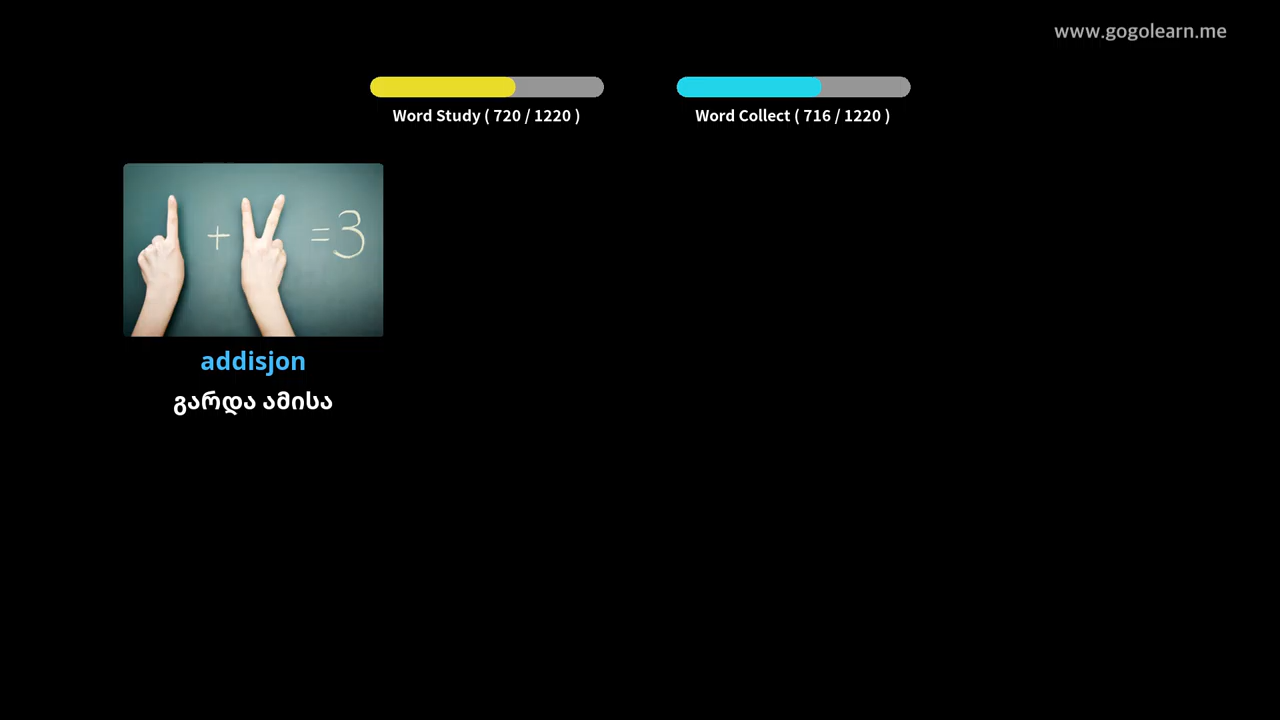 www.gogolearn.me
Word Study ( 720 / 1220 )
Word Collect ( 716 / 1220 )
+ =3
addisjon
გარდა ამისა